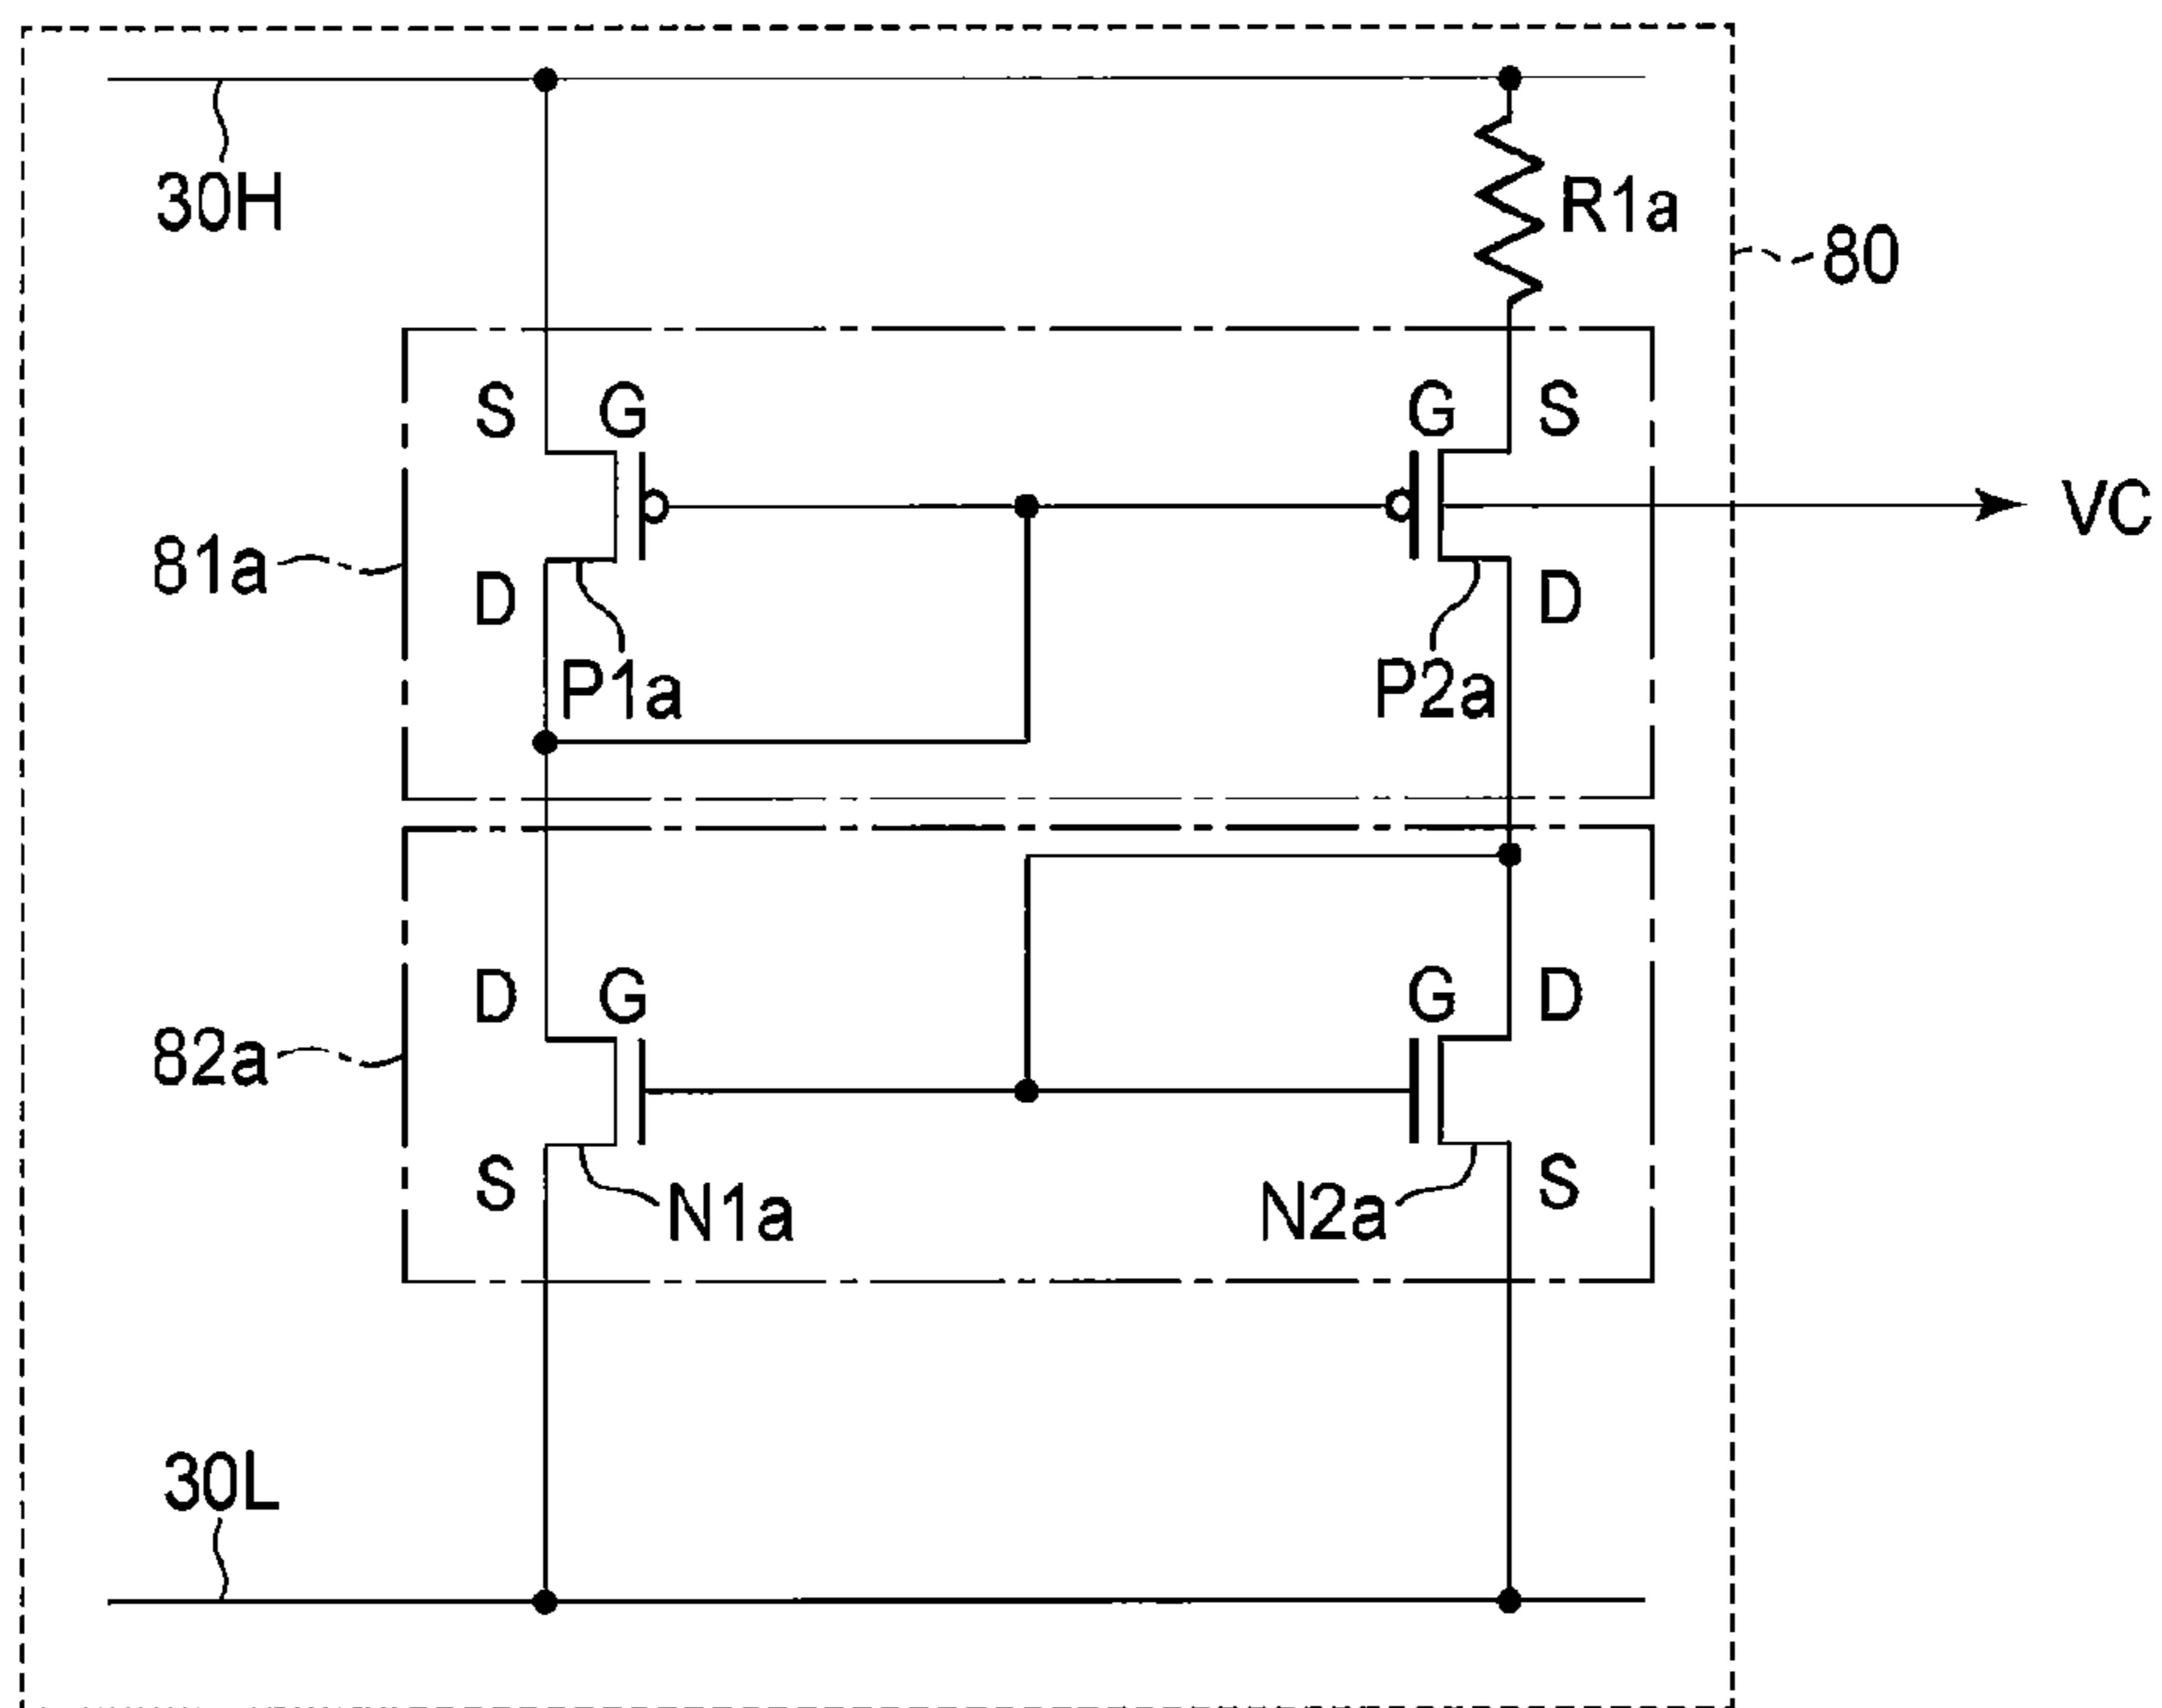 30H
R1a
80
S G G S
VC
81a
D D
P1a P2a
D G G D
82a
S S
N1a N2a
30L